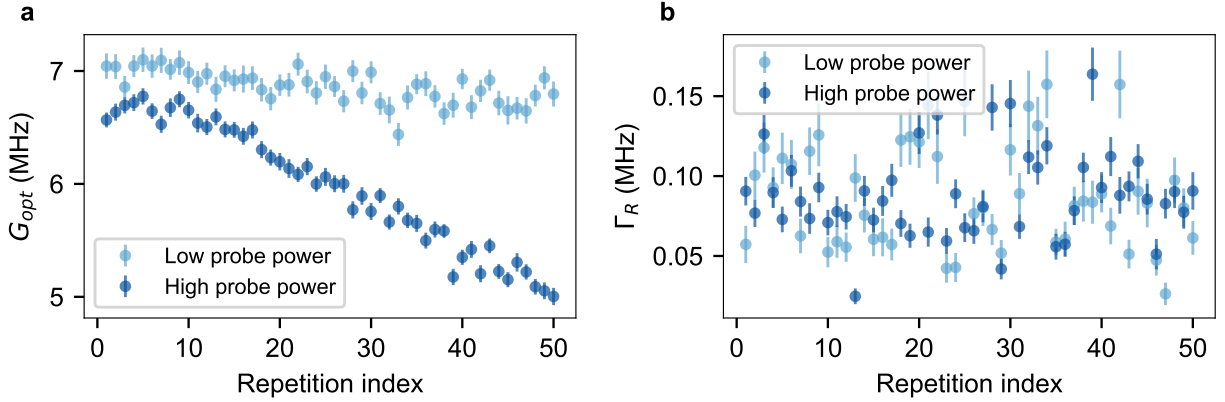 a
7
6
5
G_opt (MHz)
Low probe power
High probe power
0 10 20 30 40 50
Repetition index
b
Low probe power
High probe power
0.15
0.10
0.05
Γ_R (MHz)
0 10 20 30 40 50
Repetition index